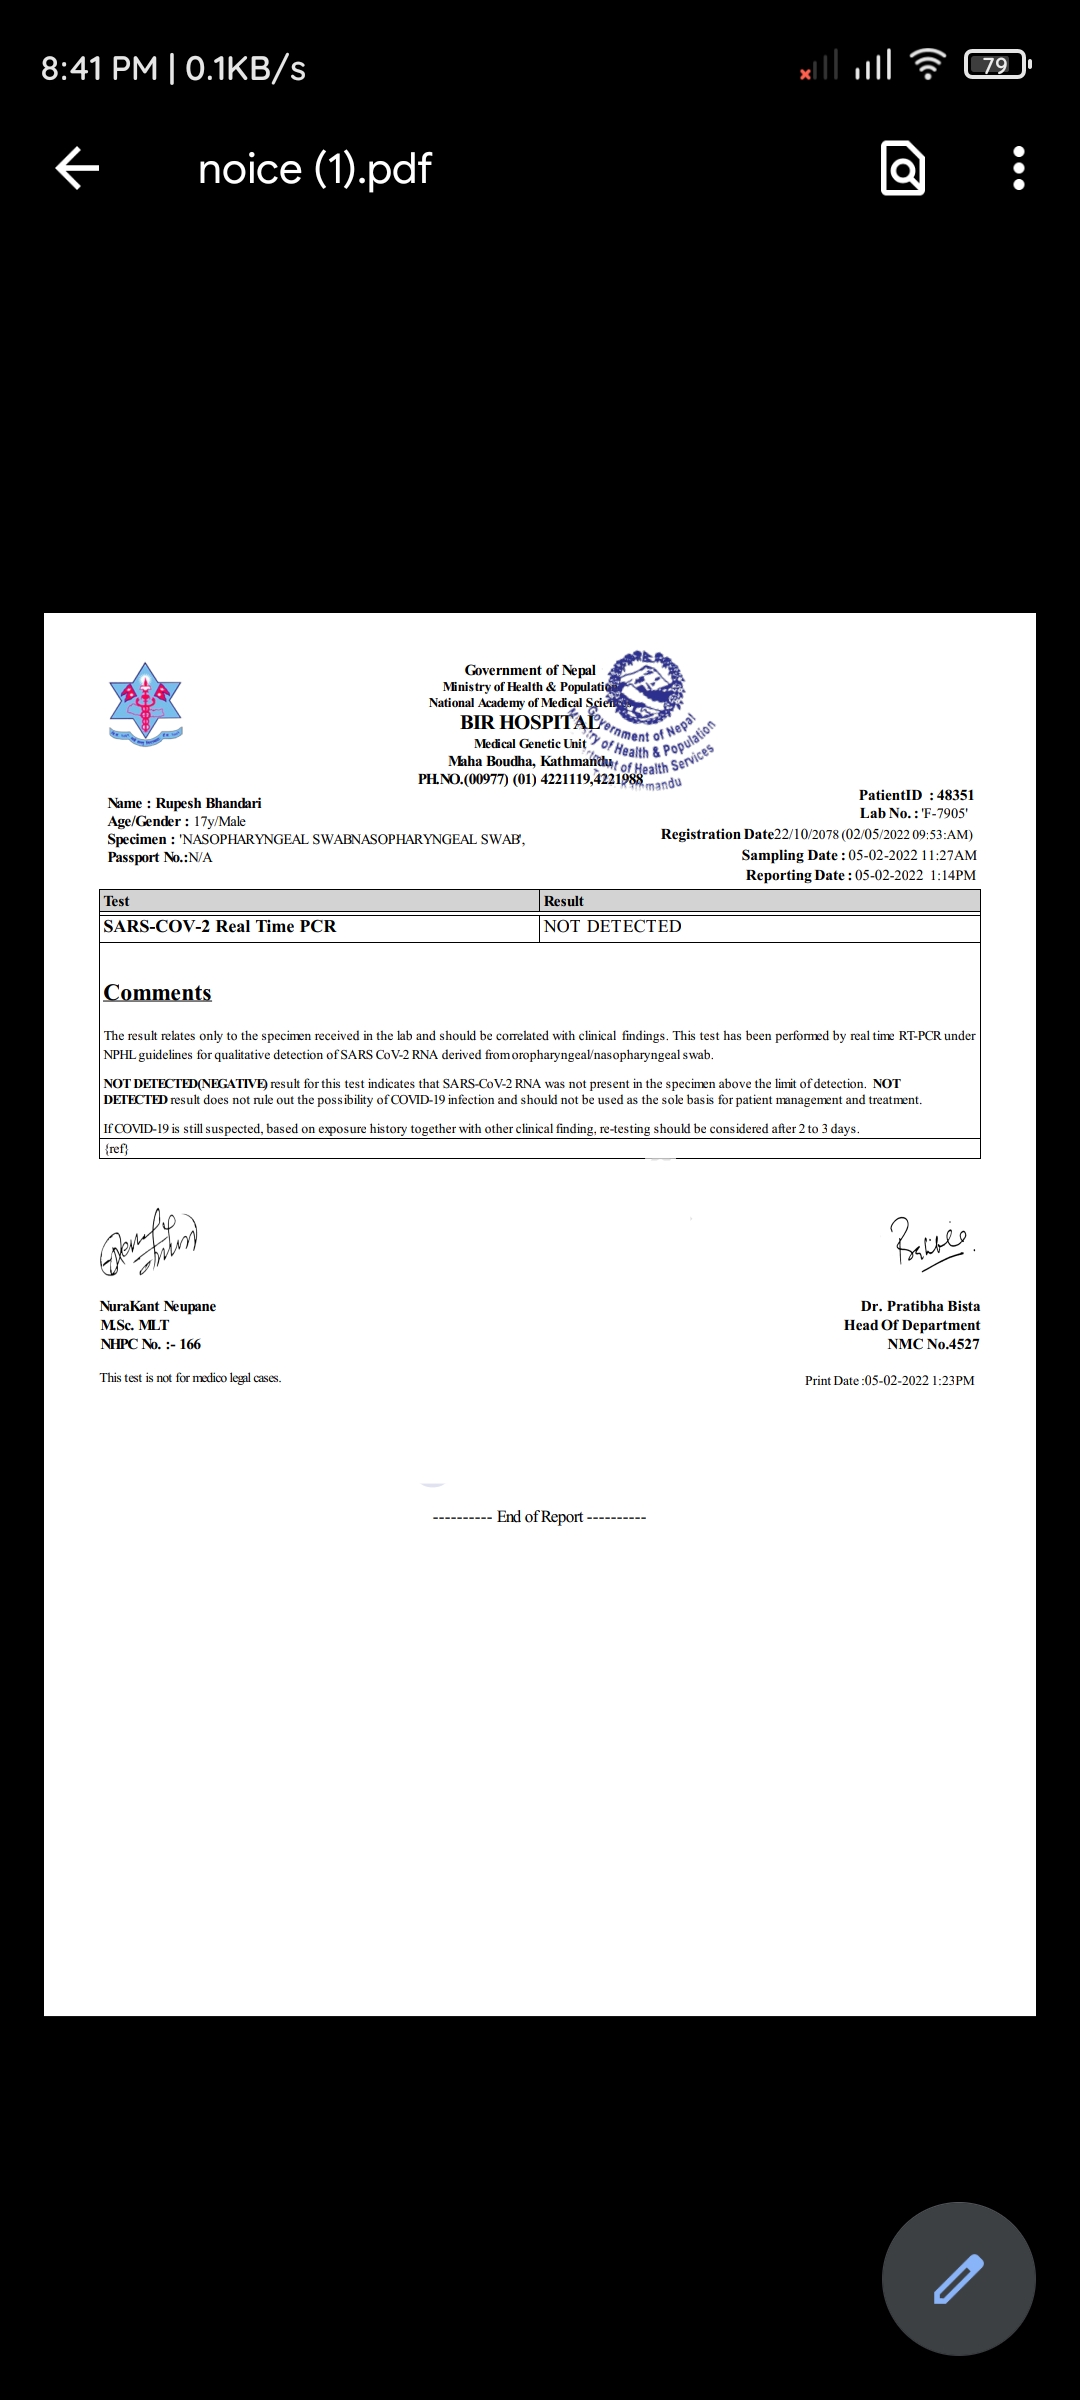 8:41 PM | 0.1KB/s
79
noice (1).pdf
Government of Nepal
Ministry of Health & Populatio
National Academy of Medical Scien
BIR HOSPITAL
Medical Genetic Unit
Maha Boudha, Kathmandu
PH.NO.(00977) (01) 4221119,4221988
Government of Nepal
ry of Health & Population
of Health Services
mandu
Name : Rupesh Bhandari
Age/Gender : 17y/Male
Specimen : 'NASOPHARYNGEAL SWABNASOPHARYNGEAL SWAB',
Passport No.:N/A
PatientID : 48351
Lab No. : 'F-7905'
Registration Date22/10/2078 (02/05/2022 09:53:AM)
Sampling Date : 05-02-2022 11:27AM
Reporting Date : 05-02-2022 1:14PM
Test Result
SARS-COV-2 Real Time PCR NOT DETECTED
Comments
The result relates only to the specimen received in the lab and should be correlated with clinical findings. This test has been performed by real time RT-PCR under
NPHL guidelines for qualitative detection of SARS CoV-2 RNA derived from oropharyngeal/nasopharyngeal swab.
NOT DETECTED(NEGATIVE) result for this test indicates that SARS-CoV-2 RNA was not present in the specimen above the limit of detection. NOT
DETECTED result does not rule out the possibility of COVID-19 infection and should not be used as the sole basis for patient management and treatment.
If COVID-19 is still suspected, based on exposure history together with other clinical finding, re-testing should be considered after 2 to 3 days.
{ref}
NuraKant Neupane
M.Sc. MLT
NHPC No. :- 166
Dr. Pratibha Bista
Head Of Department
NMC No.4527
This test is not for medico legal cases.
Print Date :05-02-2022 1:23PM
---------- End of Report ----------